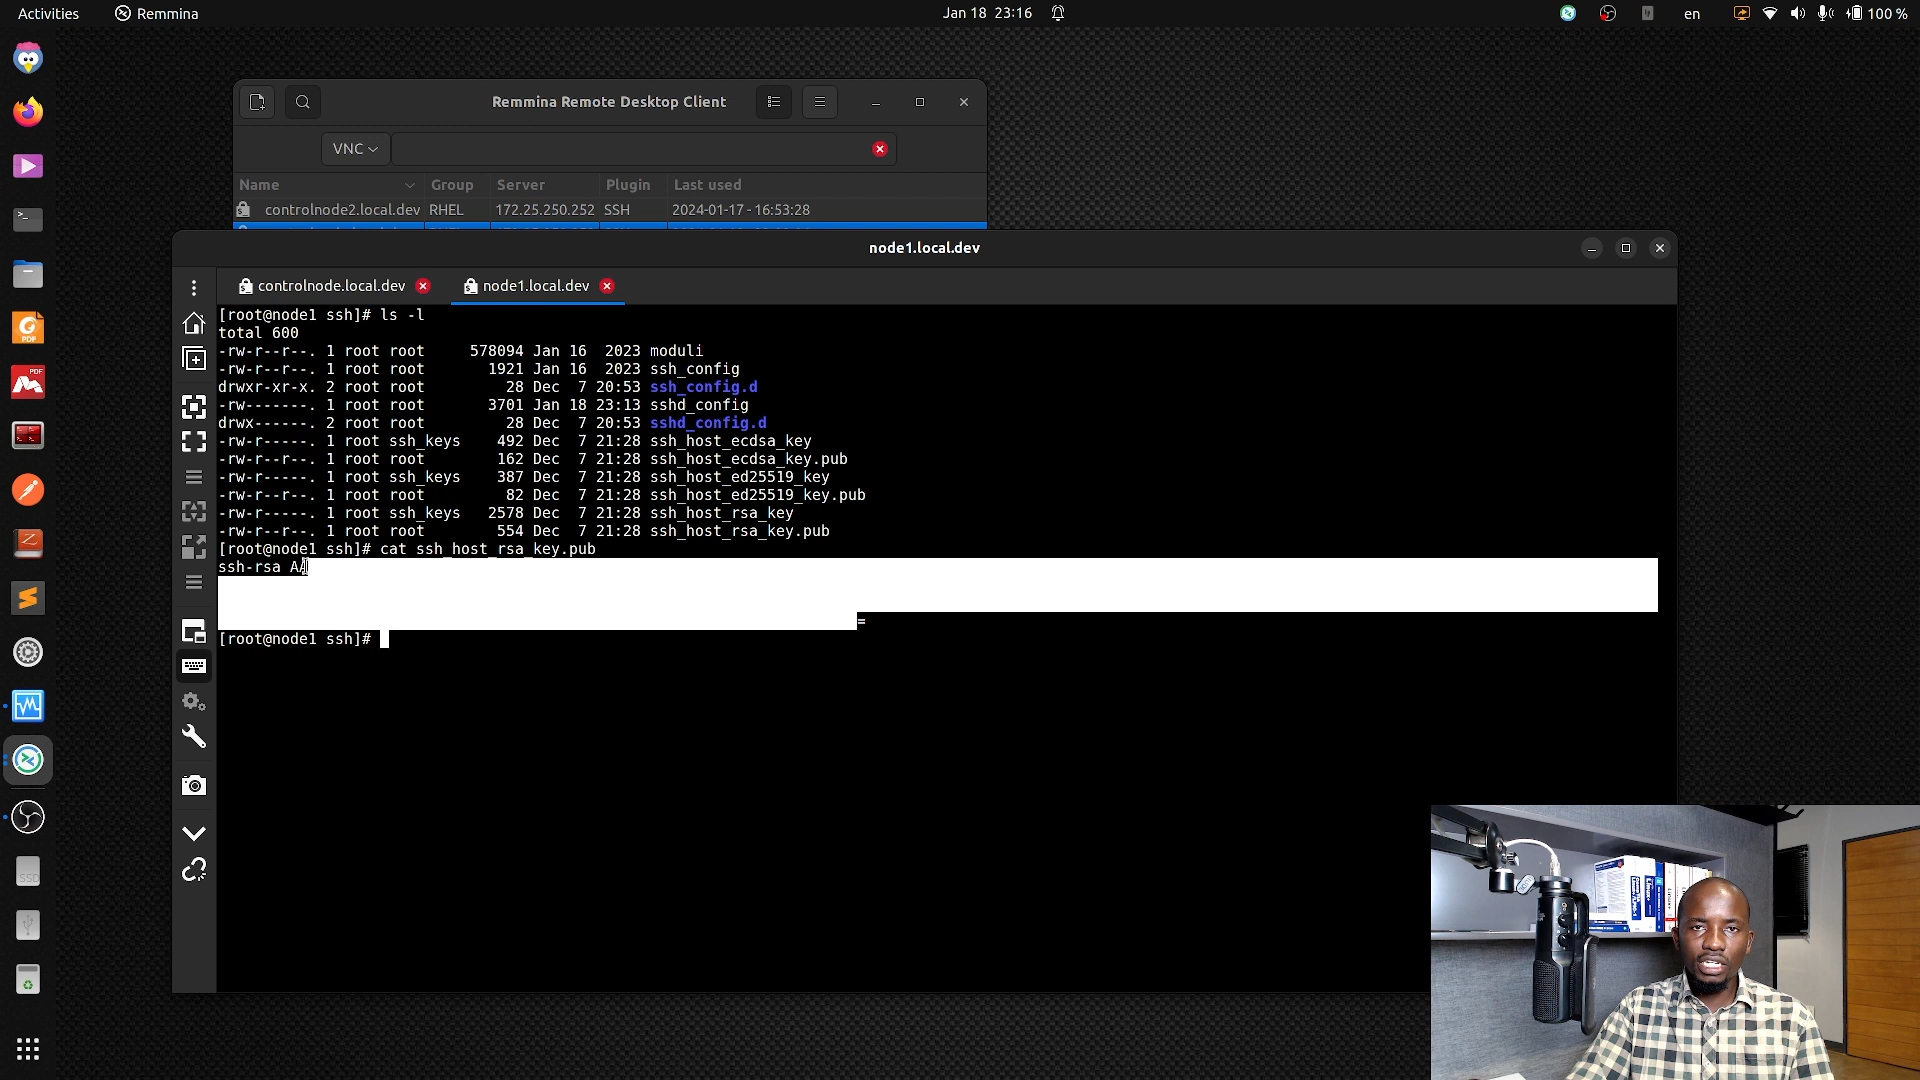 Activities
Remmina
Jan 18 23:16
en
100 %
Remmina Remote Desktop Client
VNC
Name Group Server Plugin Last used
controlnode2.local.dev RHEL 172.25.250.252 SSH 2024-01-17 - 16:53:28
node1.local.dev
controlnode.local.dev
node1.local.dev
[root@node1 ssh]# ls -l
total 600
-rw-r--r--. 1 root root 578094 Jan 16 2023 moduli
-rw-r--r--. 1 root root 1921 Jan 16 2023 ssh_config
drwxr-xr-x. 2 root root 28 Dec 7 20:53 ssh_config.d
-rw-------. 1 root root 3701 Jan 18 23:13 sshd_config
drwx------. 2 root root 28 Dec 7 20:53 sshd_config.d
-rw-r-----. 1 root ssh_keys 492 Dec 7 21:28 ssh_host_ecdsa_key
-rw-r--r--. 1 root root 162 Dec 7 21:28 ssh_host_ecdsa_key.pub
-rw-r-----. 1 root ssh_keys 387 Dec 7 21:28 ssh_host_ed25519_key
-rw-r--r--. 1 root root 82 Dec 7 21:28 ssh_host_ed25519_key.pub
-rw-r-----. 1 root ssh_keys 2578 Dec 7 21:28 ssh_host_rsa_key
-rw-r--r--. 1 root root 554 Dec 7 21:28 ssh_host_rsa_key.pub
[root@node1 ssh]# cat ssh_host_rsa_key.pub
ssh-rsa AA
=
[root@node1 ssh]#
PDF
PDF
SSD